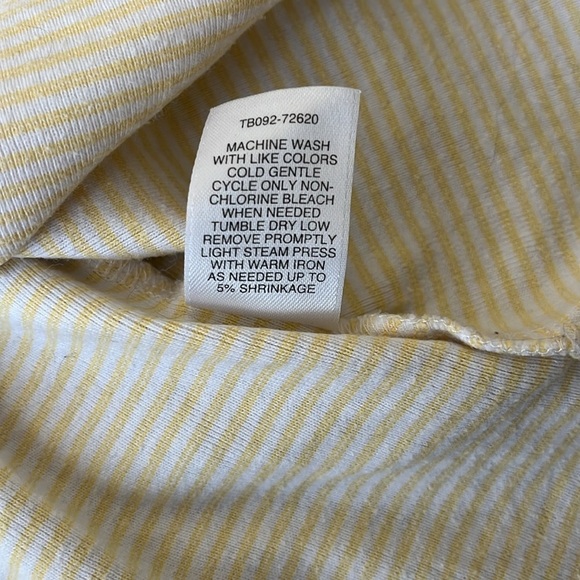 TB092-72620
MACHINE WASH
WITH LIKE COLORS
COLD GENTLE
CYCLE ONLY NON-
CHLORINE BLEACH
WHEN NEEDED
TUMBLE DRY LOW
REMOVE PROMPTLY
LIGHT STEAM PRESS
WITH WARM IRON
AS NEEDED UP TO
5% SHRINKAGE